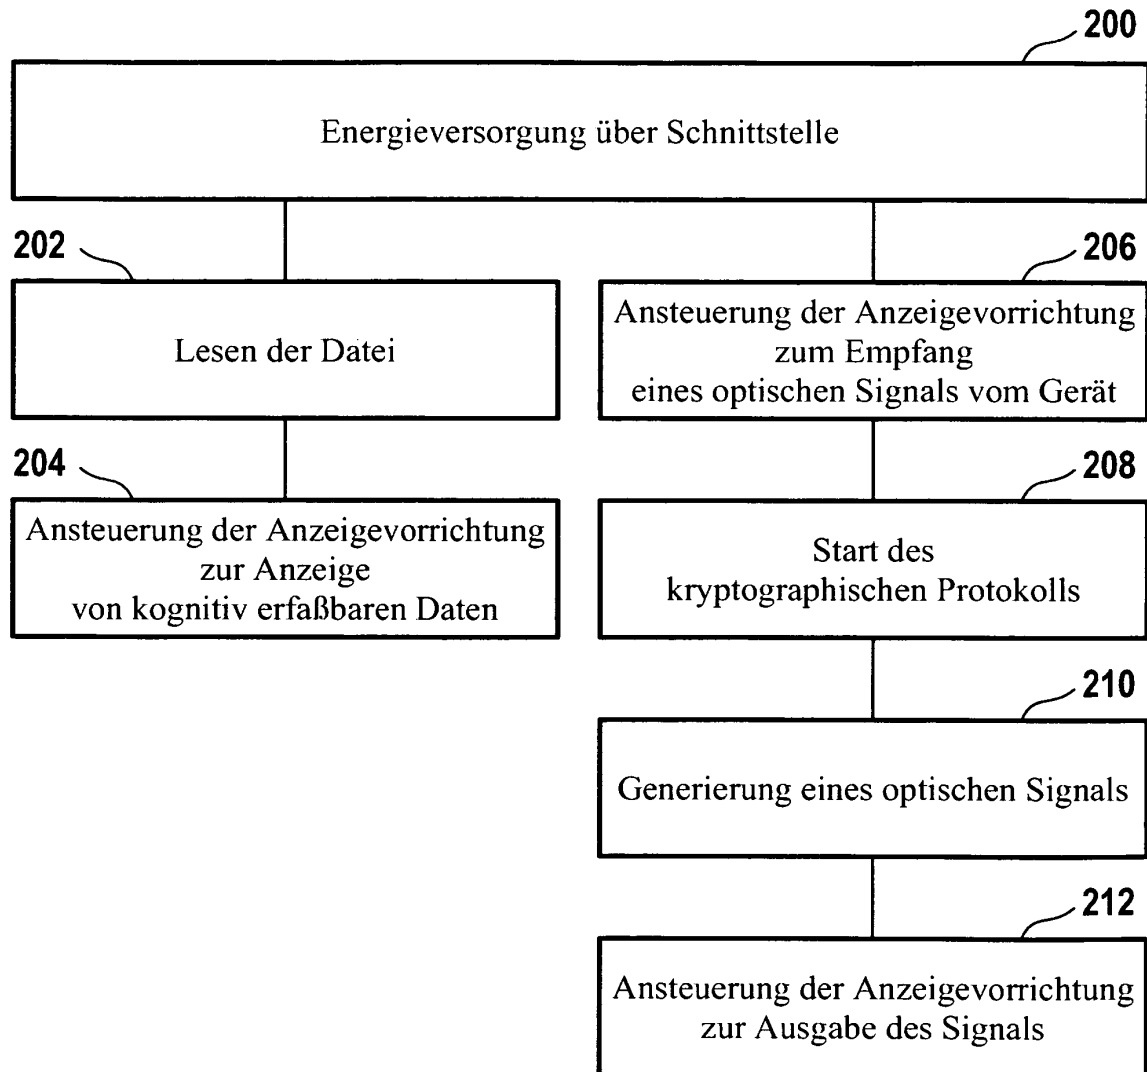 200
Energieversorgung über Schnittstelle
202
Lesen der Datei
204
Ansteuerung der Anzeigevorrichtung
zur Anzeige
von kognitiv erfaßbaren Daten
206
Ansteuerung der Anzeigevorrichtung
zum Empfang
eines optischen Signals vom Gerät
208
Start des
kryptographischen Protokolls
210
Generierung eines optischen Signals
212
Ansteuerung der Anzeigevorrichtung
zur Ausgabe des Signals